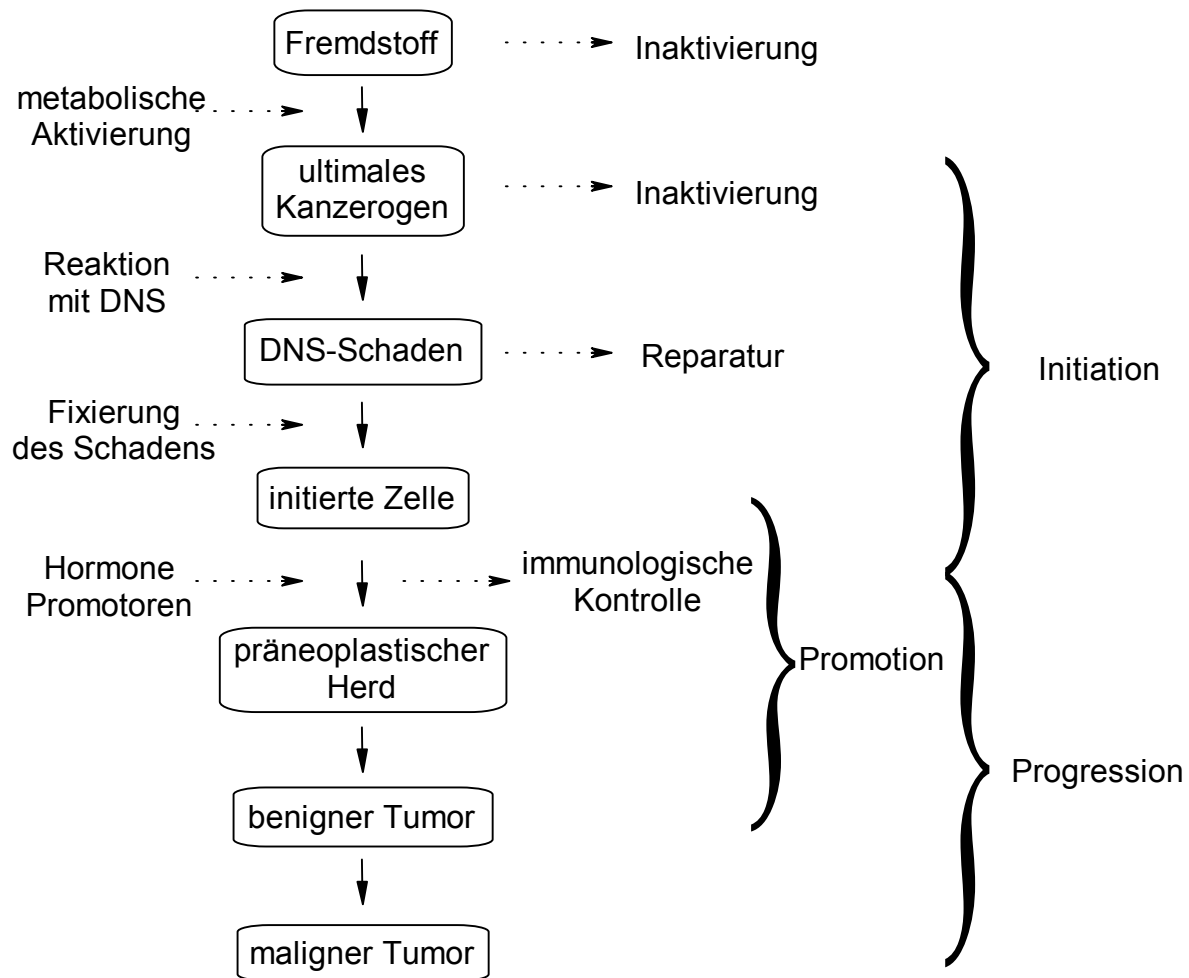 Fremdstoff
Inaktivierung
metabolische
Aktivierung
ultimales
Kanzerogen
Inaktivierung
Reaktion
mit DNS
DNS-Schaden
Reparatur
Initiation
Fixierung
des Schadens
initierte Zelle
Hormone
Promotoren
immunologische
Kontrolle
präneoplastischer
Herd
Promotion
Progression
benigner Tumor
maligner Tumor